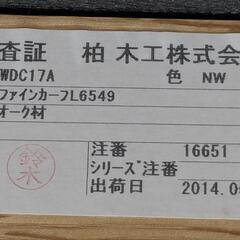 査証 柏木工株式会
WDC17A 色 NW
ファインカーフL6549
オーク材
鈴木
注番 16651
シリーズ注番
出荷日 2014.0